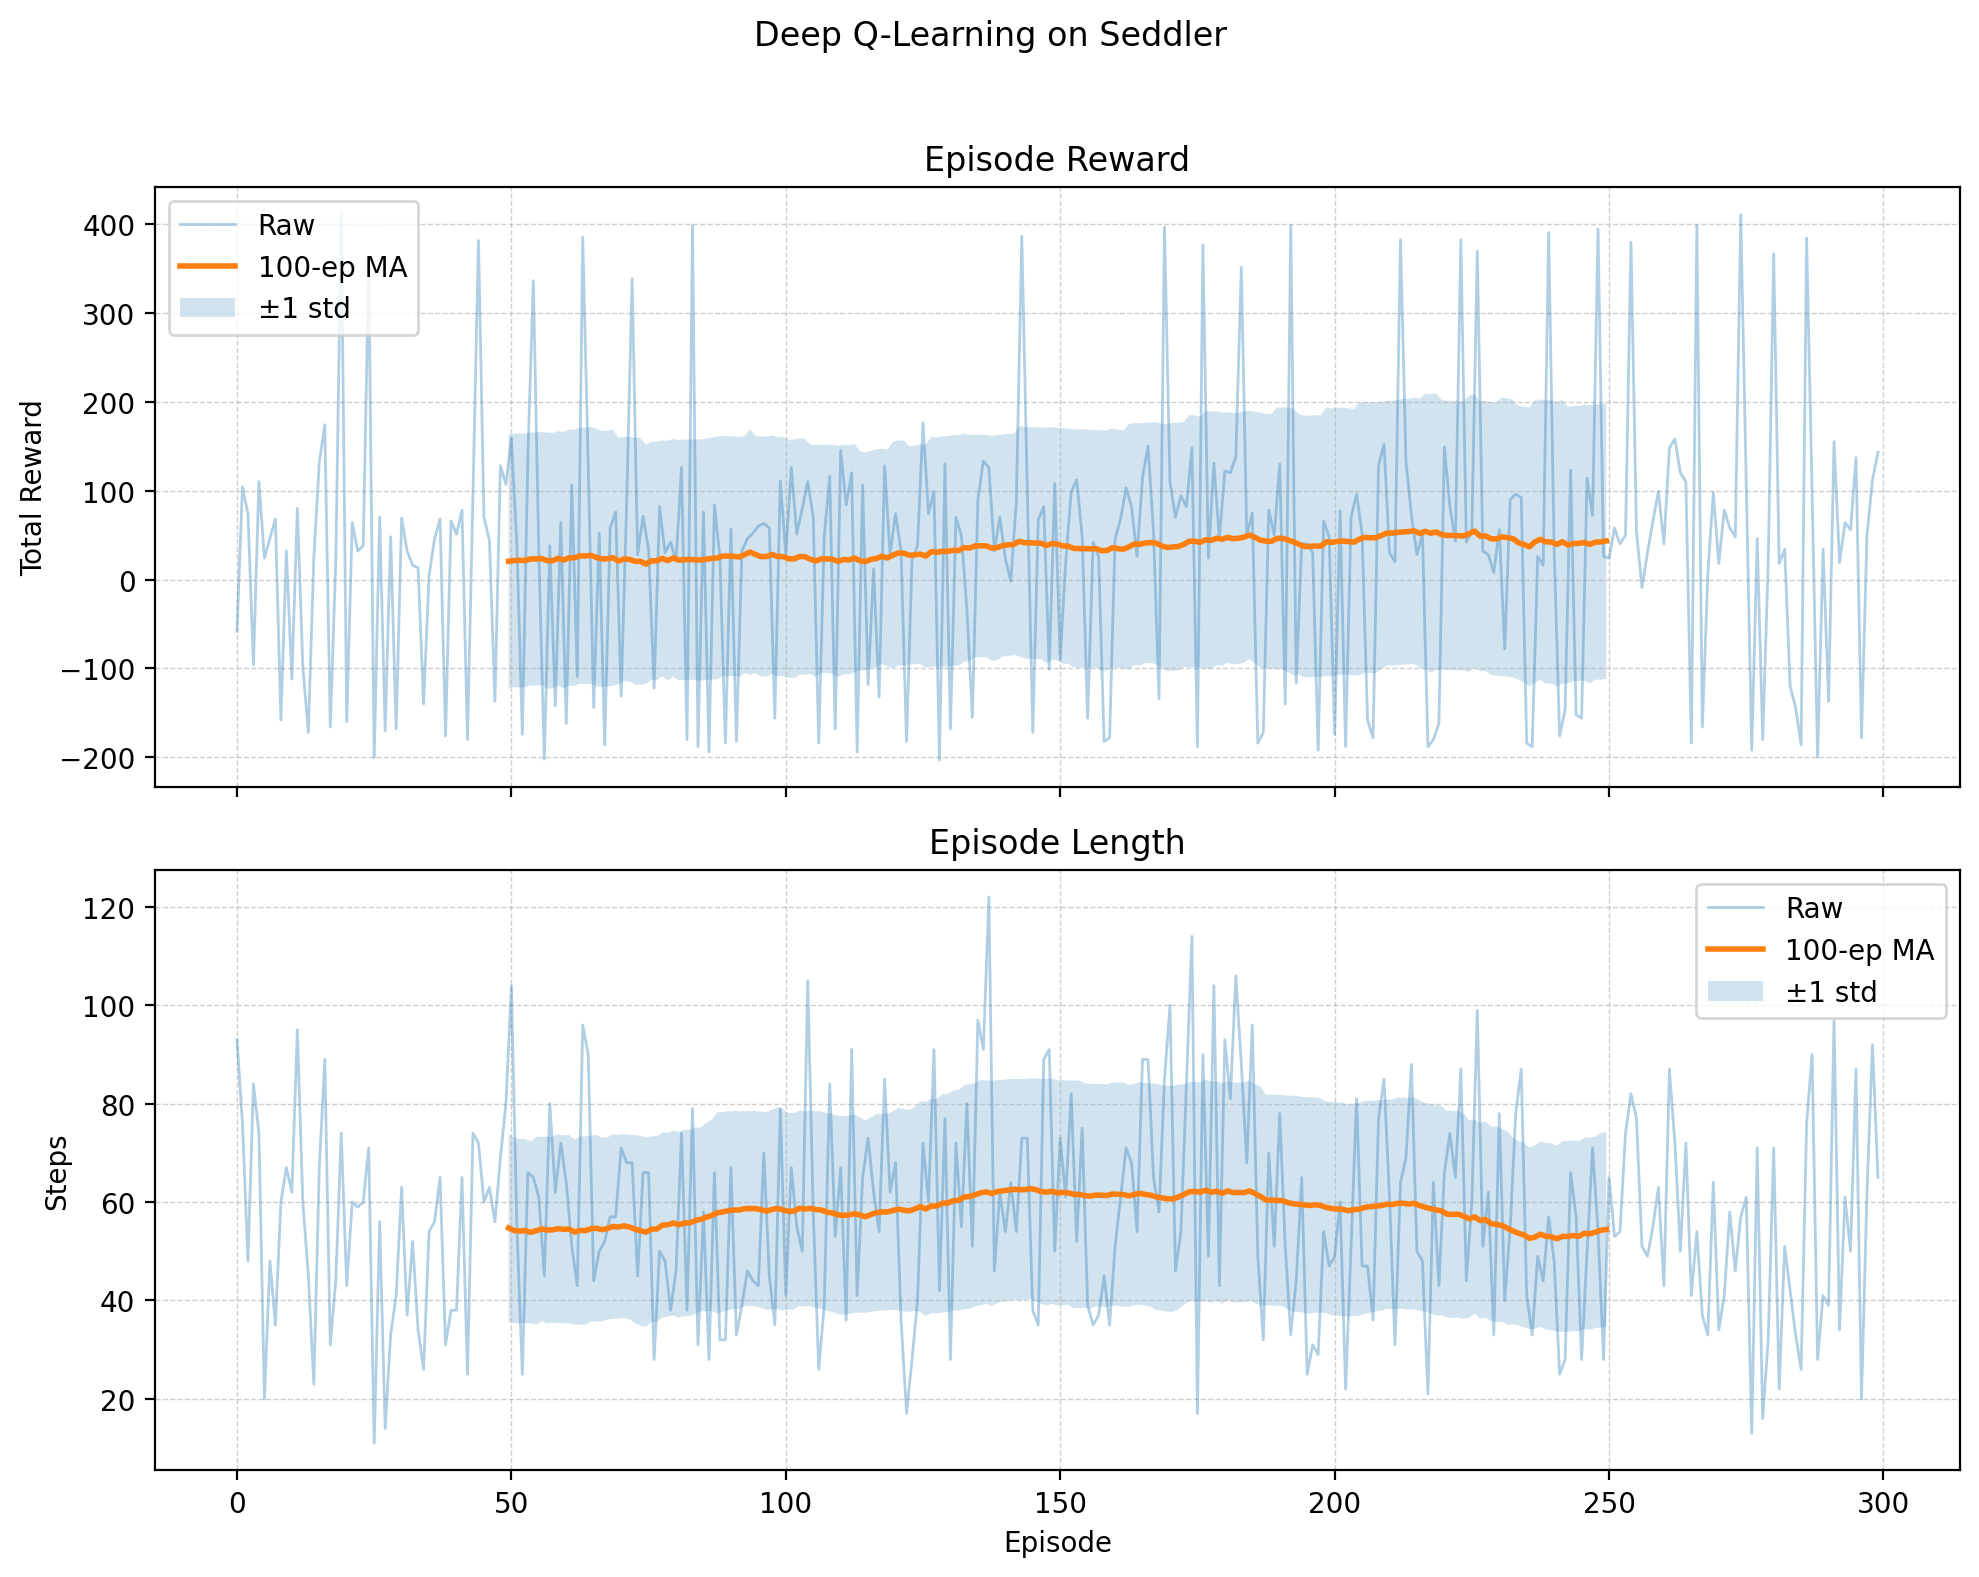 Deep Q-Learning on Seddler
Episode Reward
Total Reward
400
300
200
100
0
−100
−200
Raw
100-ep MA
±1 std
Episode Length
Steps
120
100
80
60
40
20
Raw
100-ep MA
±1 std
0 50 100 150 200 250 300
Episode